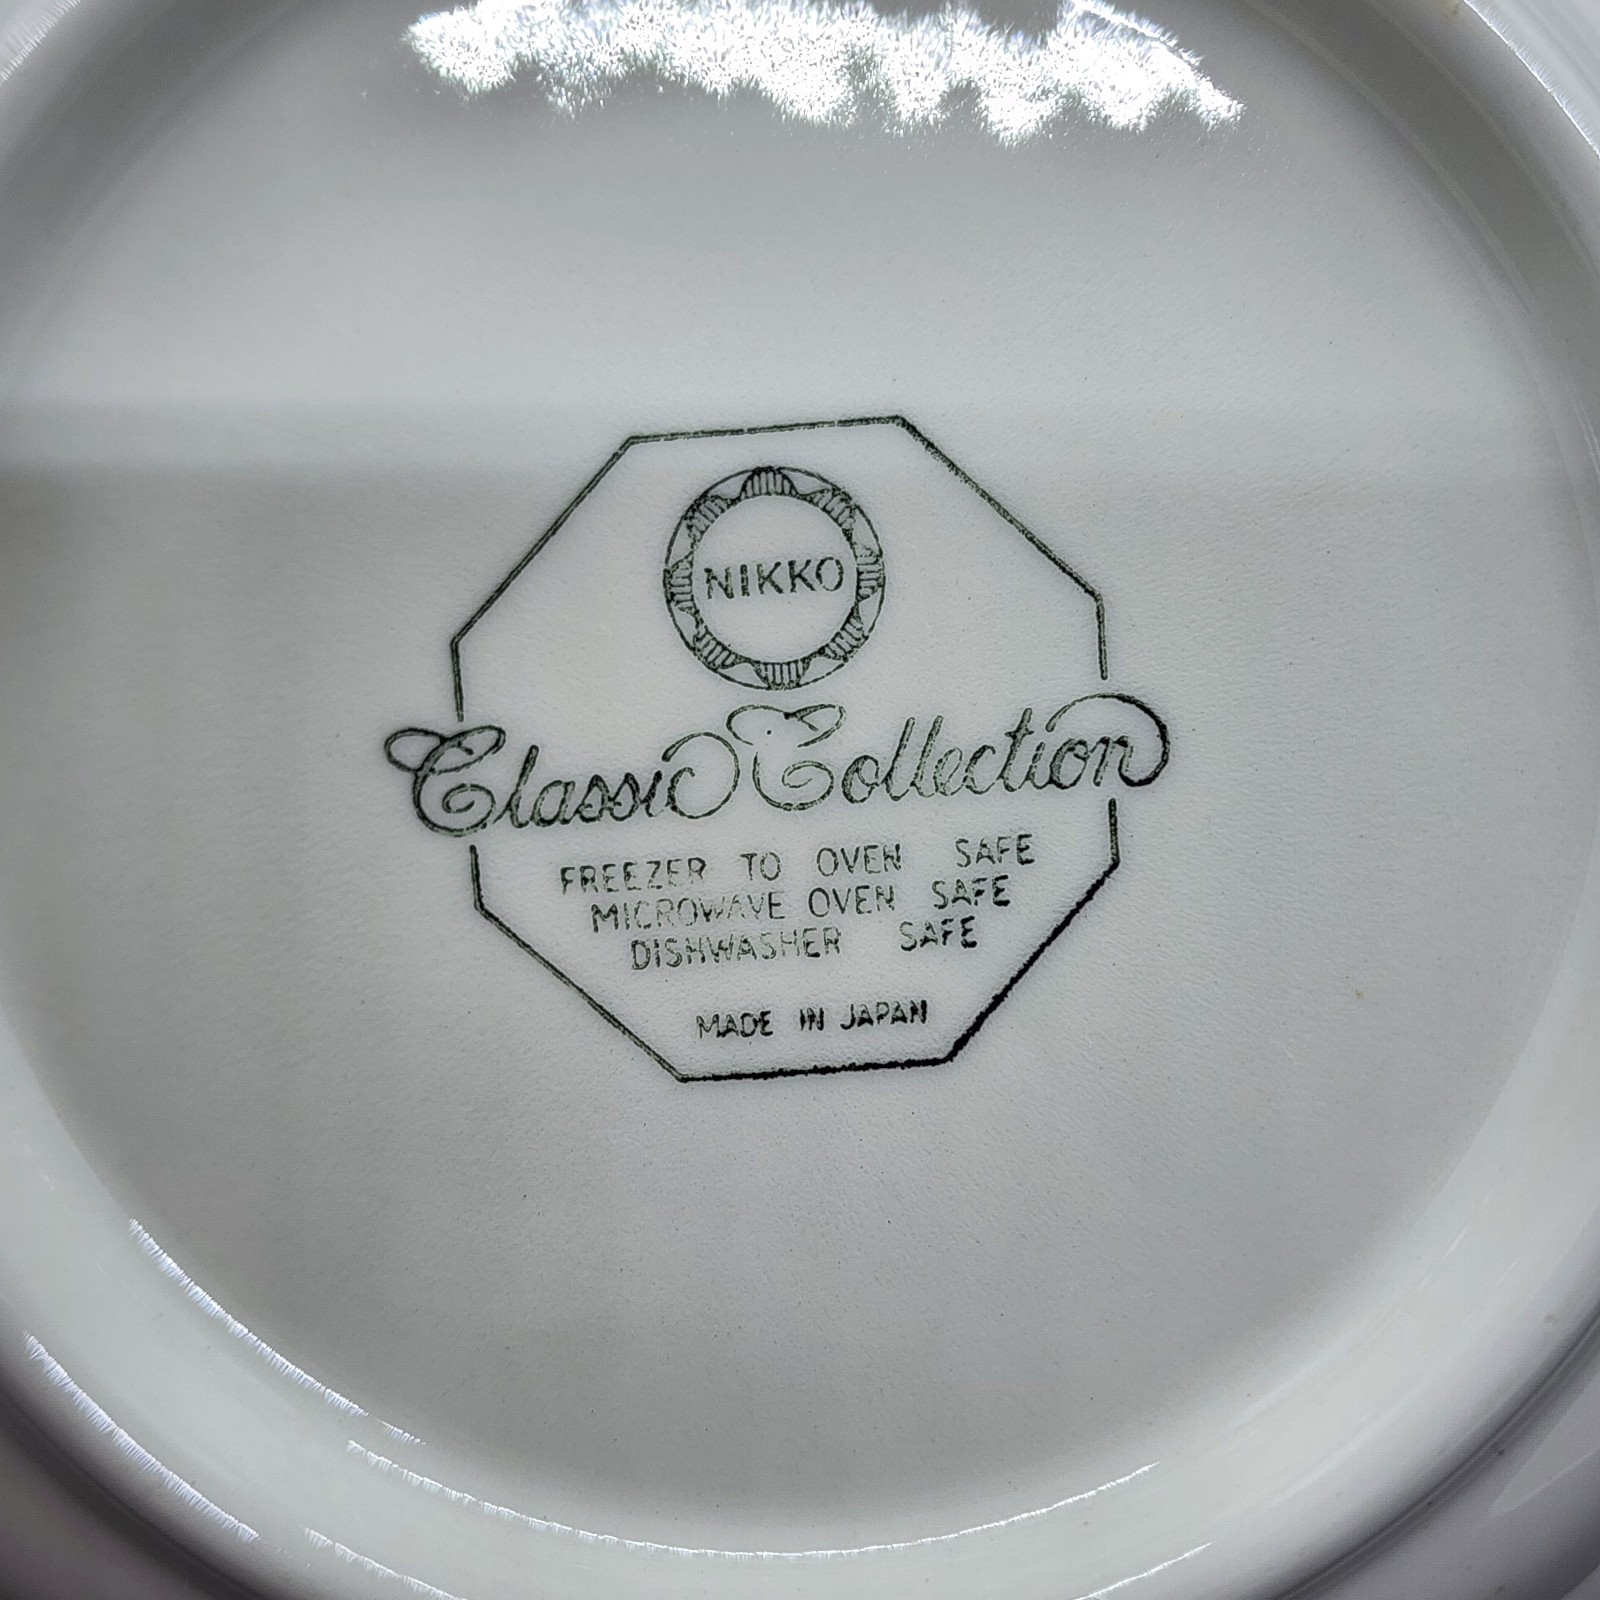 NIKKO
Classic Collection
FREEZER TO OVEN SAFE
MICROWAVE OVEN SAFE
DISHWASHER SAFE
MADE IN JAPAN